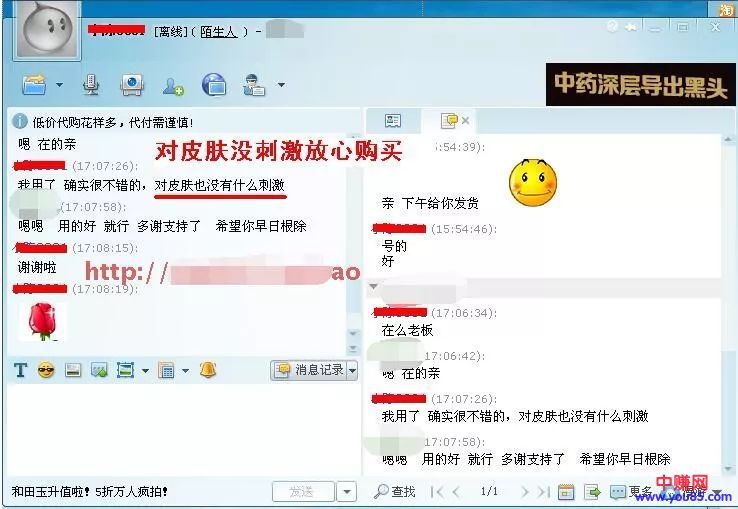 淘
[离线](陌生人) -
中药深层导出黑头
低价代购花样多，代付需谨慎!
嗯 在的亲
对皮肤没刺激放心购买
(17:07:26):
我用了 确实很不错的，对皮肤也没有什么刺激
(17:07:58):
嗯嗯 用的好 就行 多谢支持了 希望你早日根除
(17:08:15):
谢谢啦
http://
ao
(17:08:19):
消息记录
和田玉升值啦! 5折万人疯拍!
发送
5:54:39):
亲 下午给你发货
(15:54:46):
号的
好
(17:06:34):
在么老板
17:06:42):
嗯 在的亲
(17:07:26):
我用了 确实很不错的，对皮肤也没有什么刺激
17:07:58):
嗯嗯 用的好 就行 多谢支持了 希望你早日根除
查找
1/1
更多
中赚网
www.you85.com